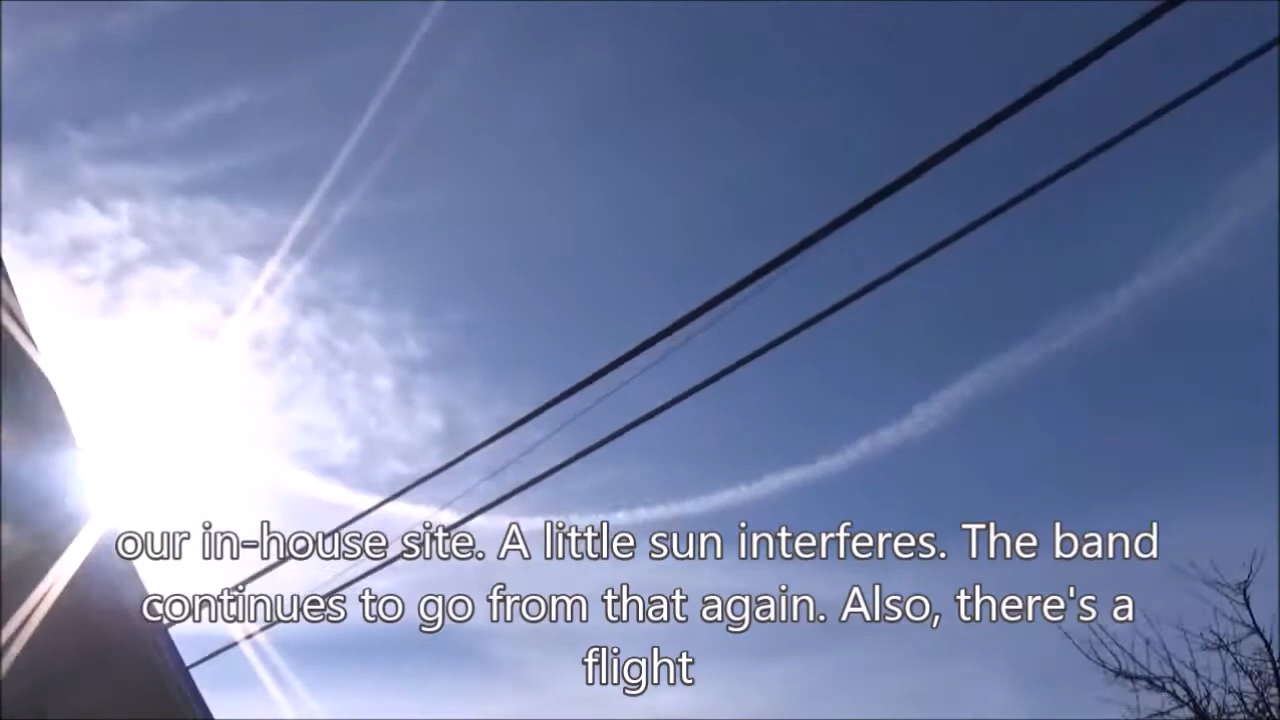 our in-house site. A little sun interferes. The band
continues to go from that again. Also, there's a
flight